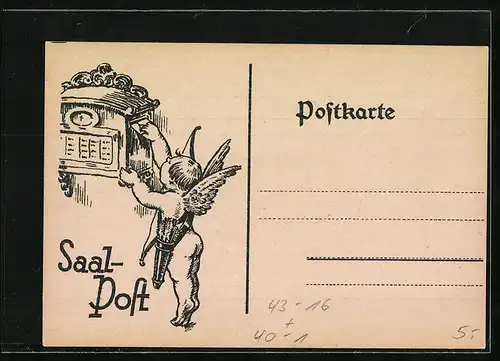 Postkarte
Saal-
Post
43-16
+
40-1
5.-